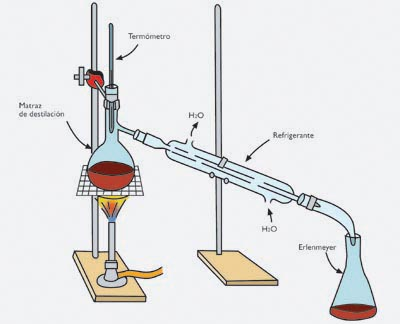 Termómetro
Matraz
de destilación
H2O
Refrigerante
H2O
Erlenmeyer